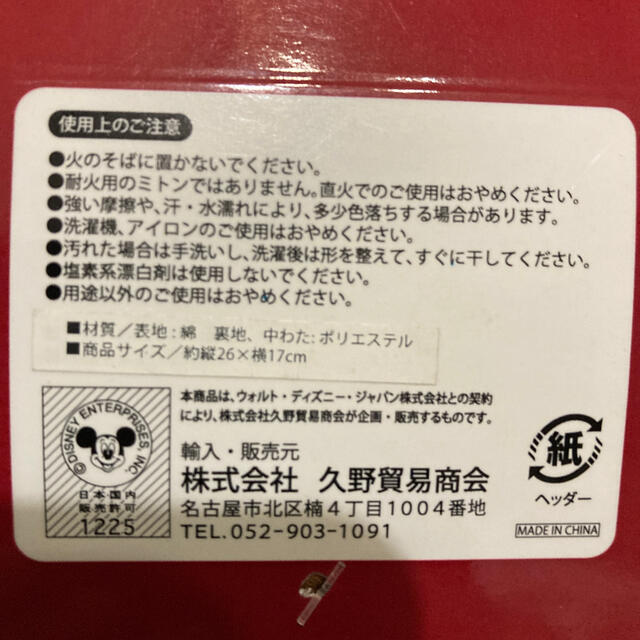 使用上のご注意
●火のそばに置かないでください。
●耐火用のミトンではありません。直火でのご使用はおやめください。
●強い摩擦や、汗・水濡れにより、多少色落ちする場合があります。
●洗濯機、アイロンのご使用はおやめください。
●汚れた場合は手洗いし、洗濯後は形を整えて、すぐに干してください。
●塩素系漂白剤は使用しないでください。
●用途以外のご使用はおやめください。
■材質／表地：綿　裏地、中わた：ポリエステル
■商品サイズ／約縦26×横17cm
©DISNEY ENTERPRISES, INC.
日本国内
販売許可
1225
本商品は、ウォルト・ディズニー・ジャパン株式会社との契約
により、株式会社久野貿易商会が企画・販売するものです。
輸入・販売元
株式会社　久野貿易商会
名古屋市北区楠4丁目1004番地
TEL.052-903-1091
紙
ヘッダー
MADE IN CHINA